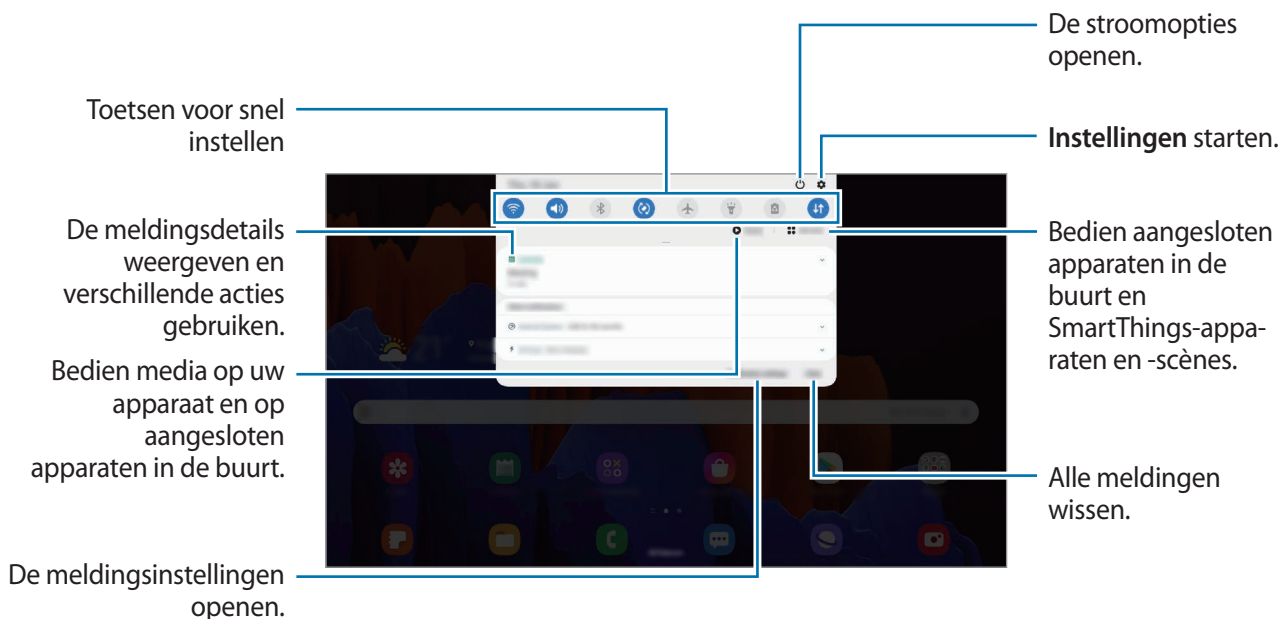 De stroomopties
openen.
Toetsen voor snel
instellen
Instellingen starten.
De meldingsdetails
weergeven en
verschillende acties
gebruiken.
Bedien aangesloten
apparaten in de
buurt en
SmartThings-appa-
raten en -scènes.
Bedien media op uw
apparaat en op
aangesloten
apparaten in de buurt.
Alle meldingen
wissen.
De meldingsinstellingen
openen.